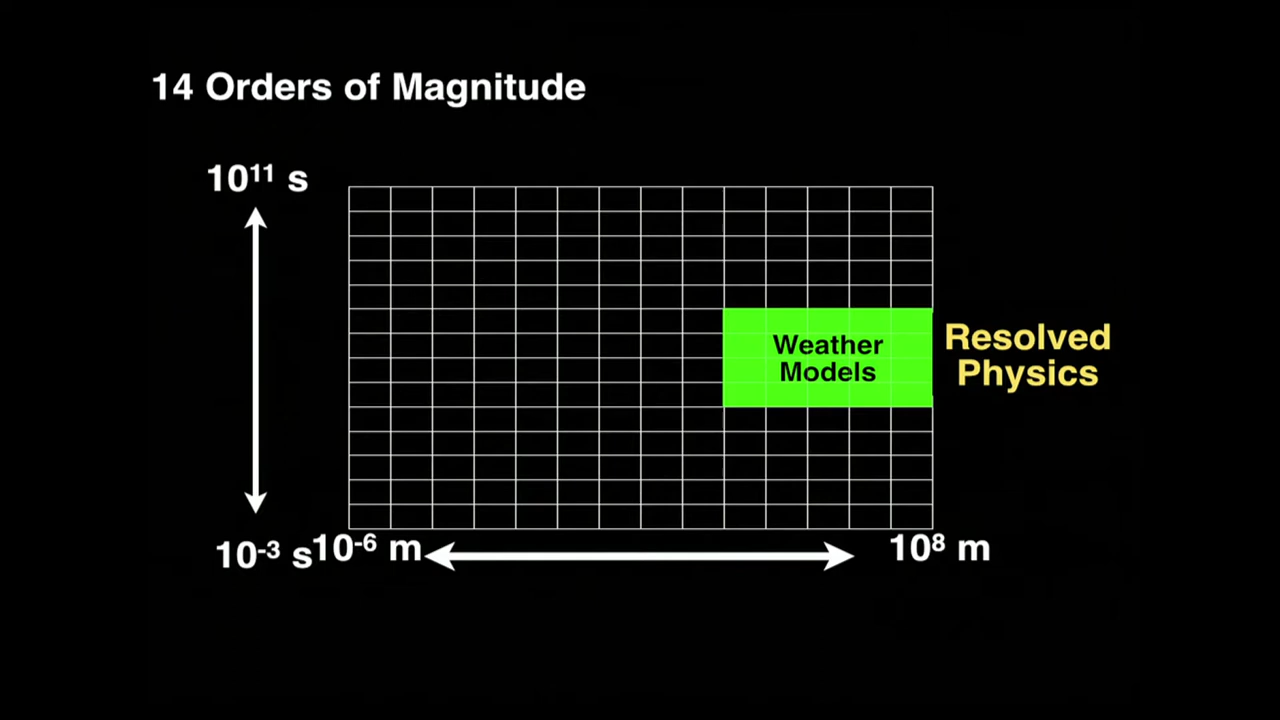 14 Orders of Magnitude
10¹¹ s
Weather
Models
Resolved
Physics
10⁻³ s
10⁻⁶ m
10⁸ m